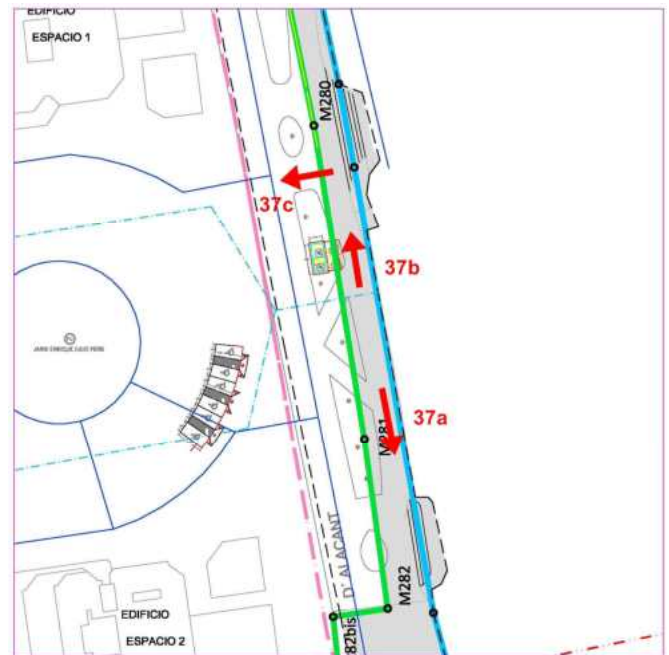 EDIFICIO
ESPACIO 1
M280
37c
37b
37a
M281
D' ALACANT
M282
82bis
EDIFICIO
ESPACIO 2